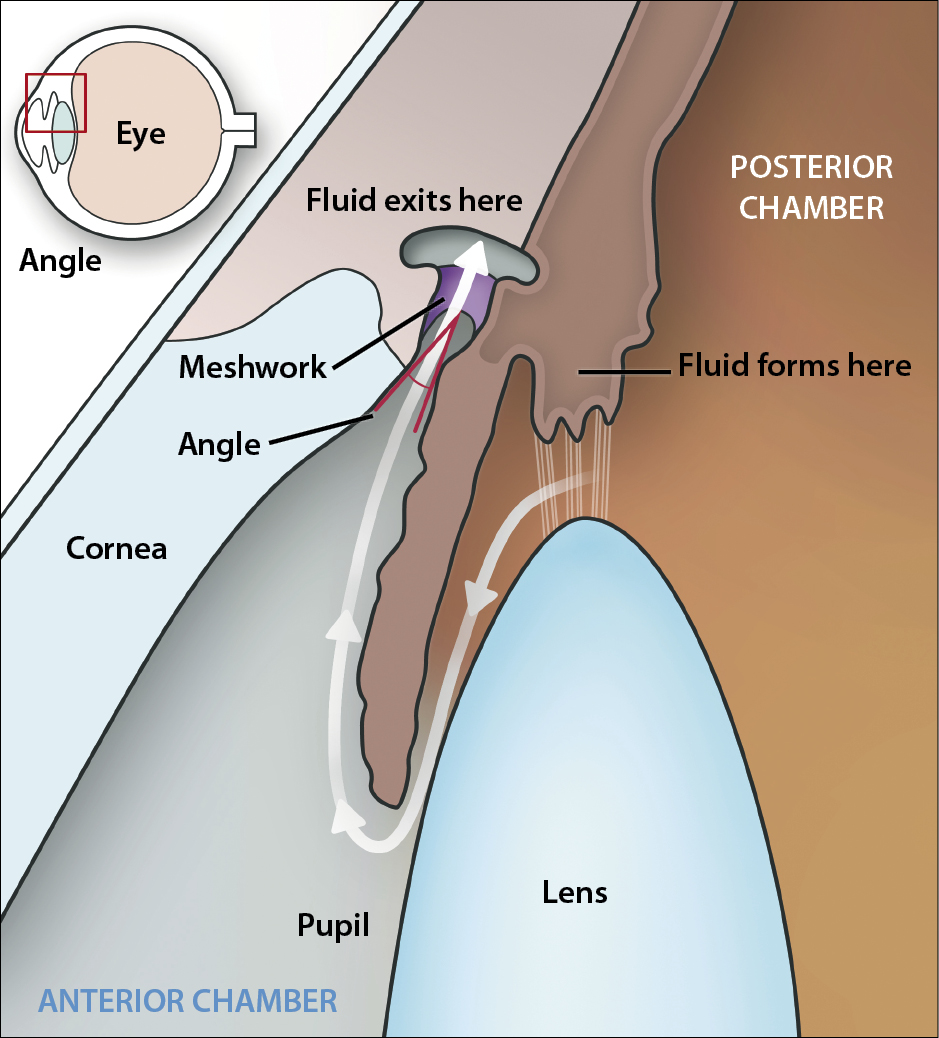 Eye
Angle
Fluid exits here
POSTERIOR
CHAMBER
Meshwork
Fluid forms here
Angle
Cornea
Lens
Pupil
ANTERIOR CHAMBER